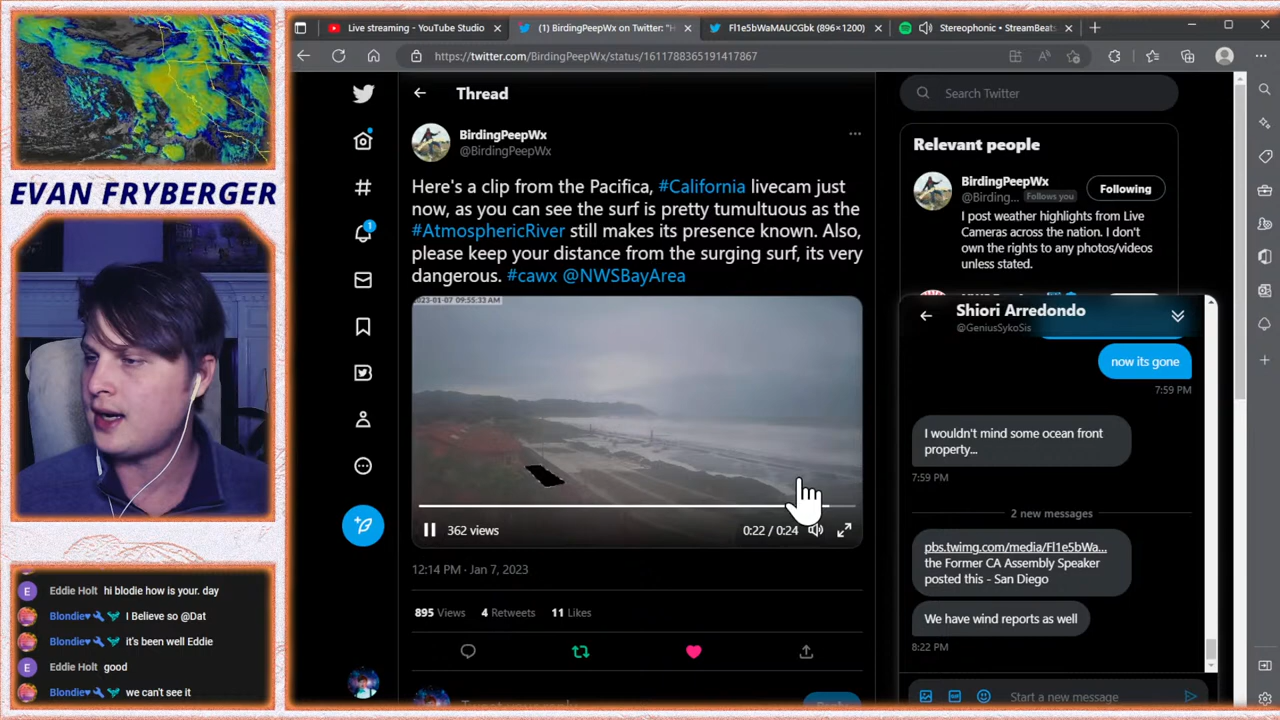 Live streaming - YouTube Studio
(1) BirdingPeepWx on Twitter: "H
Fl1e5bWaMAUCGbk (896×1200)
Stereophonic • StreamBeats
https://twitter.com/BirdingPeepWx/status/1611788365191417867
EVAN FRYBERGER
Thread
BirdingPeepWx
@BirdingPeepWx
Here's a clip from the Pacifica, #California livecam just
now, as you can see the surf is pretty tumultuous as the
#AtmosphericRiver still makes its presence known. Also,
please keep your distance from the surging surf, its very
dangerous. #cawx @NWSBayArea
2023-01-07 09:55:33 AM
362 views
0:22 / 0:24
12:14 PM · Jan 7, 2023
895 Views
4 Retweets
11 Likes
Search Twitter
Relevant people
BirdingPeepWx
@Birding... Follows you
Following
I post weather highlights from Live
Cameras across the nation. I don't
own the rights to any photos/videos
unless stated.
Shiori Arredondo
@GeniusSykoSis
now its gone
7:59 PM
I wouldn't mind some ocean front
property...
7:59 PM
2 new messages
pbs.twimg.com/media/Fl1e5bWa...
the Former CA Assembly Speaker
posted this - San Diego
We have wind reports as well
8:22 PM
Start a new message
E Eddie Holt hi blodie how is your. day
Blondie I Believe so @Dat
Blondie it's been well Eddie
E Eddie Holt good
Blondie we can't see it